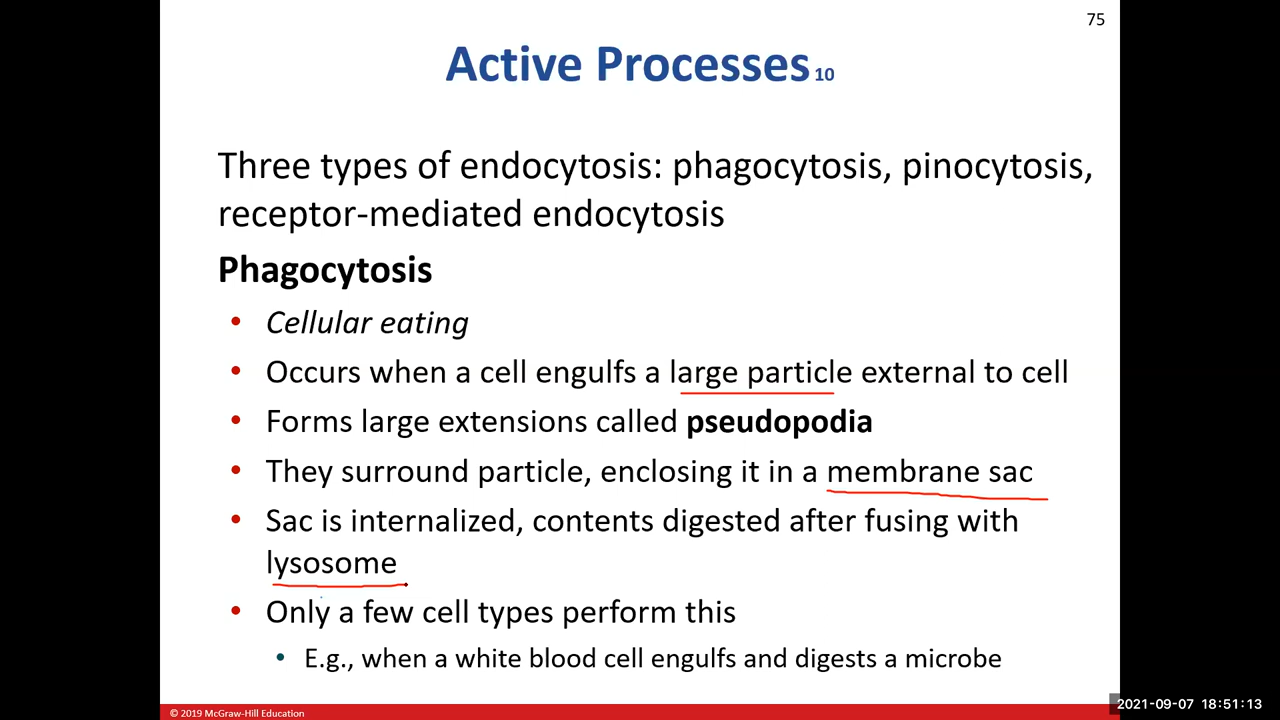 75
Active Processes 10
Three types of endocytosis: phagocytosis, pinocytosis,
receptor-mediated endocytosis
Phagocytosis
• Cellular eating
• Occurs when a cell engulfs a large particle external to cell
• Forms large extensions called pseudopodia
• They surround particle, enclosing it in a membrane sac
• Sac is internalized, contents digested after fusing with
lysosome
• Only a few cell types perform this
• E.g., when a white blood cell engulfs and digests a microbe
© 2019 McGraw-Hill Education
2021-09-07 18:51:13